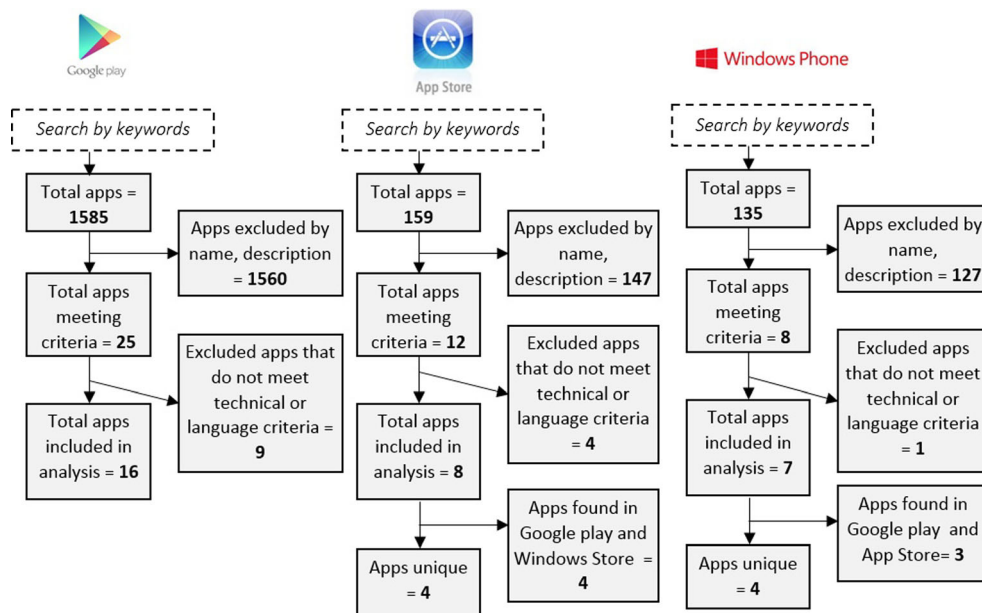 Google play
Search by keywords
Total apps =
1585
Apps excluded by
name, description
= 1560
Total apps
meeting
criteria = 25
Excluded apps that
do not meet
technical or
language criteria =
9
Total apps
included in
analysis = 16
App Store
Search by keywords
Total apps =
159
Apps excluded by
name,
description = 147
Total apps
meeting
criteria = 12
Excluded apps
that do not meet
technical or
language criteria
= 4
Total apps
included in
analysis = 8
Apps found in
Google play and
Windows Store =
4
Apps unique
= 4
Windows Phone
Search by keywords
Total apps =
135
Apps excluded by
name,
description = 127
Total apps
meeting
criteria = 8
Excluded apps
that do not meet
technical or
language criteria
= 1
Total apps
included in
analysis = 7
Apps found in
Google play and
App Store= 3
Apps unique
= 4